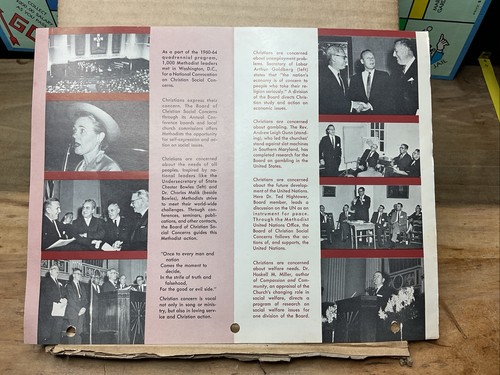 COLLECT
AS YOU
GO
As a part of the 1960-64
quadrennial program,
1,000 Methodist leaders
met in Washington, D.C.,
for a National Convocation
on Christian Social Con-
cerns.
Christians express their
concern. The Board of
Christian Social Concerns
through its Annual Con-
ference boards and local
church commissions offers
Methodists the opportunity
for self-expression and ac-
tion on social issues.
Christians are concerned
about the needs of all
peoples. Inspired by na-
tional leaders like the
Undersecretary of State
Chester Bowles (left) and
Dr. Charles Malik (beside
Bowles), Methodists strive
to meet their world-wide
challenges. Through con-
ferences, seminars, publi-
cations, and other contacts,
the Board of Christian So-
cial Concerns guides this
Methodist action.
"Once to every man and
nation
Comes the moment to
decide,
In the strife of truth and
falsehood,
For the good or evil side."
Christian concern is vocal
not only in song or minis-
try, but also in loving serv-
ice and Christian action.
Christians are concerned
about unemployment prob-
lems. Secretary of Labor
Arthur Goldberg (left)
states that "the nation's
economy is of concern to
people who take their re-
ligion seriously." A division
of the Board directs Chris-
tian study and action on
economic issues.
Christians are concerned
about gambling. The Rev.
Andrew Leigh Gunn (stand-
ing), who led the churches'
stand against slot machines
in Southern Maryland, has
completed research for the
Board on gambling in the
United States.
Christians are concerned
about the future develop-
ment of the United Nations.
Here Dr. Ted Hightower,
Board member, leads a
discussion on the UN as an
instrument for peace.
Through the Methodist
United Nations Office, the
Board of Christian Social
Concerns follows the ac-
tions of, and supports, the
United Nations.
Christians are concerned
about welfare needs. Dr.
Haskell M. Miller, author
of Compassion and Com-
munity, an appraisal of the
Church's changing role in
social welfare, directs a
program of research on
social welfare issues for
one division of the Board.